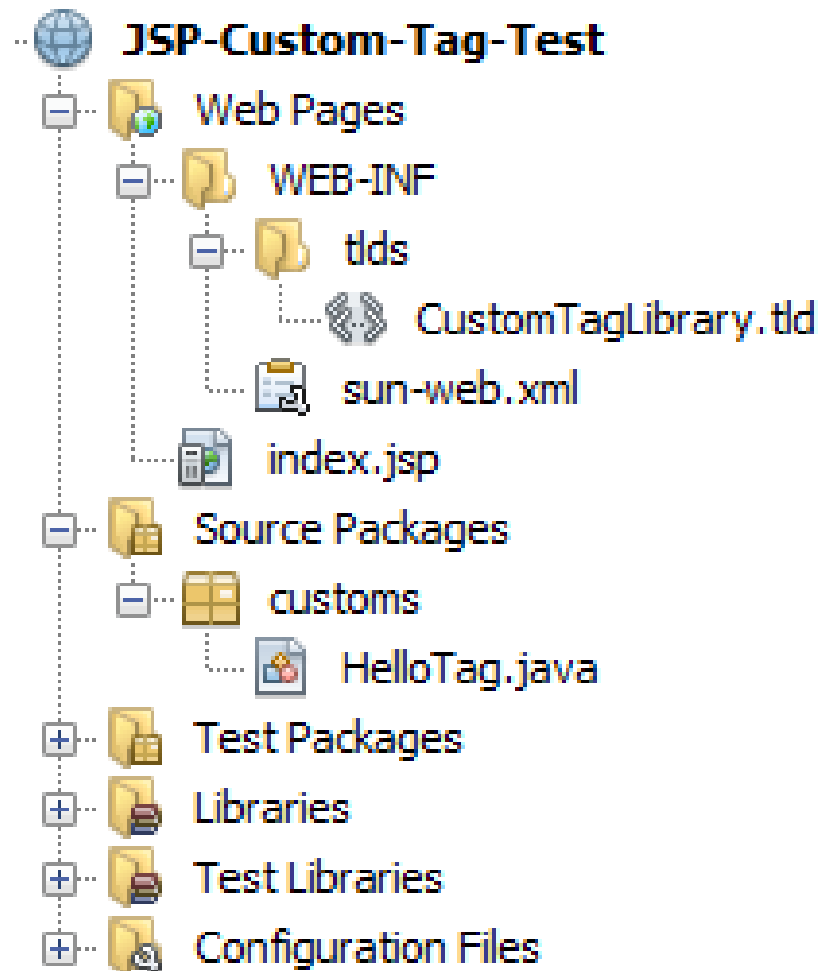 JSP-Custom-Tag-Test
Web Pages
WEB-INF
tlds
CustomTagLibrary.tld
sun-web.xml
index.jsp
Source Packages
customs
HelloTag.java
Test Packages
Libraries
Test Libraries
Configuration Files